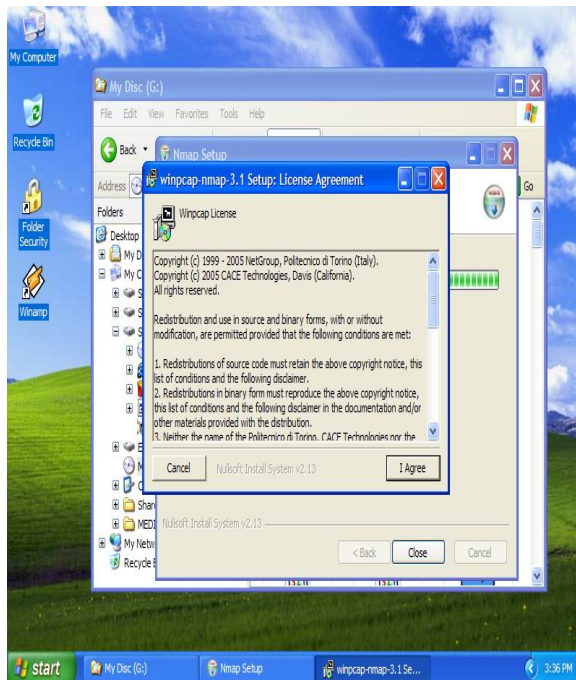 My Computer
Recycle Bin
Folder
Security
Winamp
My Disc (G:)
File Edit View Favorites Tools Help
Back
Address
Go
Folders
Desktop
My D
My C
Shar
MEDI
My Netw
Recycle B
Nmap Setup
winpcap-nmap-3.1 Setup: License Agreement
Winpcap License
Copyright (c) 1999 - 2005 NetGroup, Politecnico di Torino (Italy).
Copyright (c) 2005 CACE Technologies, Davis (California).
All rights reserved.
Redistribution and use in source and binary forms, with or without
modification, are permitted provided that the following conditions are met:
1. Redistributions of source code must retain the above copyright notice, this
list of conditions and the following disclaimer.
2. Redistributions in binary form must reproduce the above copyright notice,
this list of conditions and the following disclaimer in the documentation and/or
other materials provided with the distribution.
3. Neither the name of the Politecnico di Torino, CACE Technologies nor the
Cancel Nullsoft Install System v2.13 I Agree
Nullsoft Install System v2.13
< Back Close Cancel
start My Disc (G:) Nmap Setup winpcap-nmap-3.1 Se... 3:36 PM